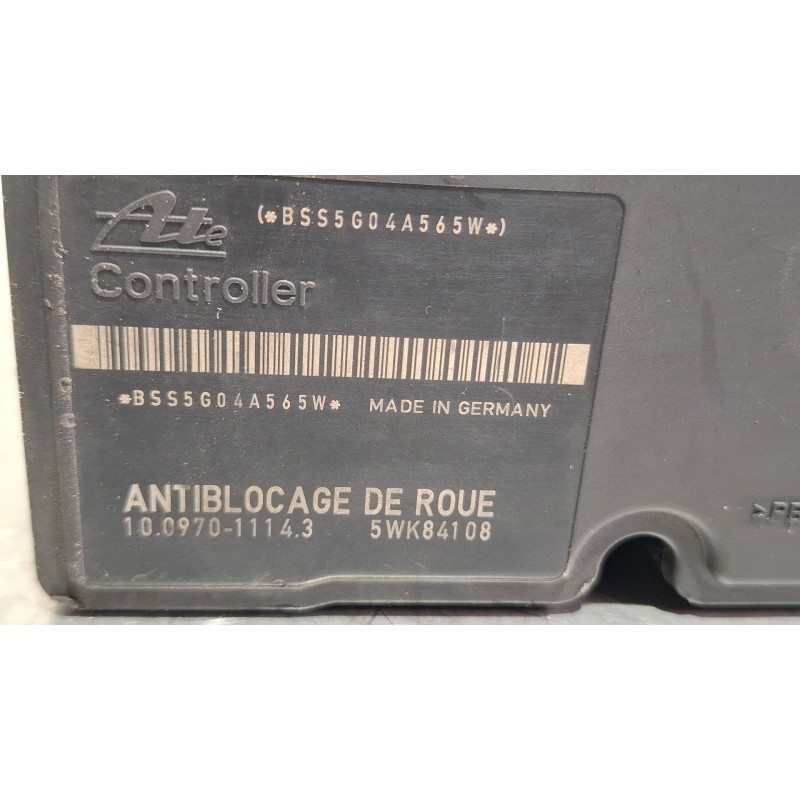 Ate
(*BSS5G04A565W*)
Controller
*BSS5G04A565W* MADE IN GERMANY
ANTIBLOCAGE DE ROUE
10.0970-1114.3 5WK84108